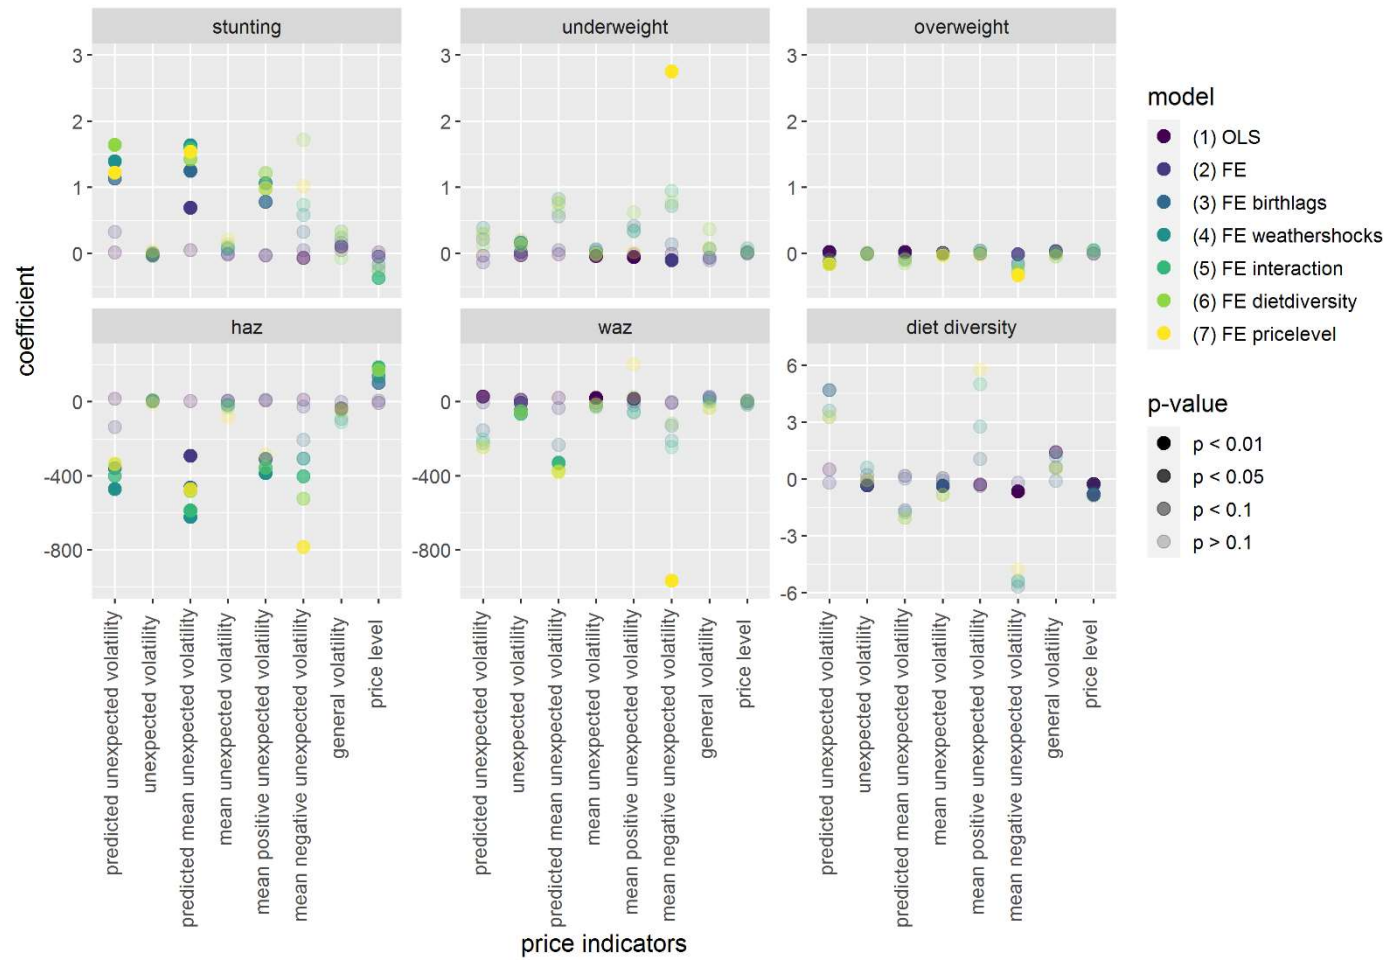 stunting
underweight
overweight
3
2
1
0
3
2
1
0
3
2
1
0
haz
waz
diet diversity
0
-400
-800
0
-400
-800
6
3
0
-3
-6
coefficient
predicted unexpected volatility
unexpected volatility
predicted mean unexpected volatility
mean unexpected volatility
mean positive unexpected volatility
mean negative unexpected volatility
general volatility
price level
predicted unexpected volatility
unexpected volatility
predicted mean unexpected volatility
mean unexpected volatility
mean positive unexpected volatility
mean negative unexpected volatility
general volatility
price level
predicted unexpected volatility
unexpected volatility
predicted mean unexpected volatility
mean unexpected volatility
mean positive unexpected volatility
mean negative unexpected volatility
general volatility
price level
price indicators
model
(1) OLS
(2) FE
(3) FE birthlags
(4) FE weathershocks
(5) FE interaction
(6) FE dietdiversity
(7) FE pricelevel
p-value
p < 0.01
p < 0.05
p < 0.1
p > 0.1